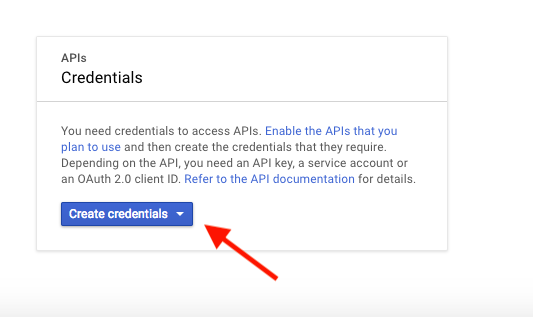 APIs
Credentials
You need credentials to access APIs. Enable the APIs that you
plan to use and then create the credentials that they require.
Depending on the API, you need an API key, a service account or
an OAuth 2.0 client ID. Refer to the API documentation for details.
Create credentials